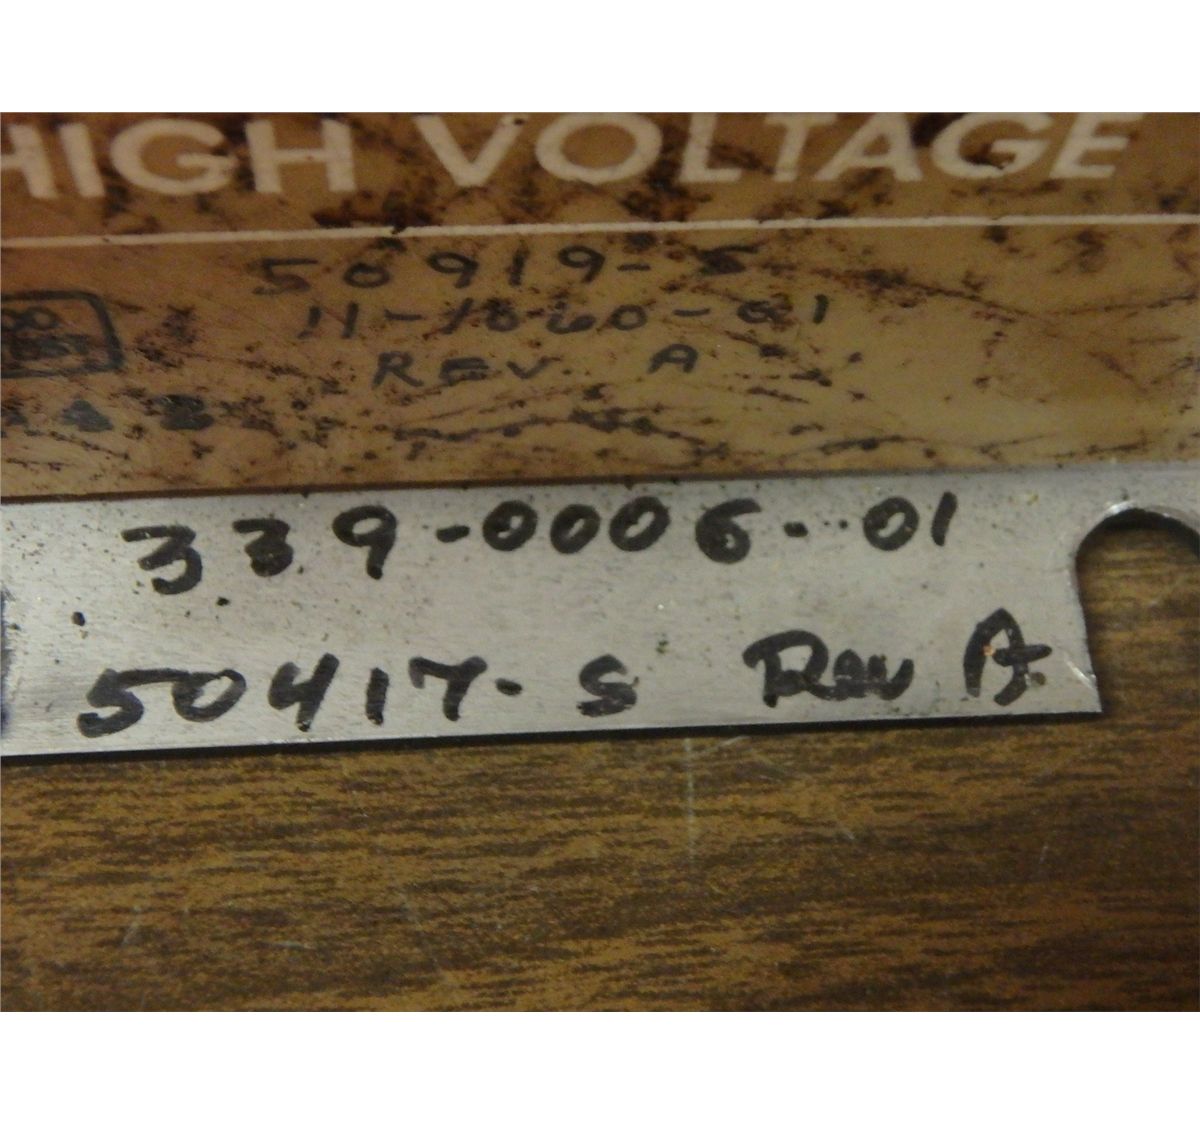 HIGH VOLTAGE
50919-S
11-1060-01
REV. A
339-0006-01
50417-S Rev A